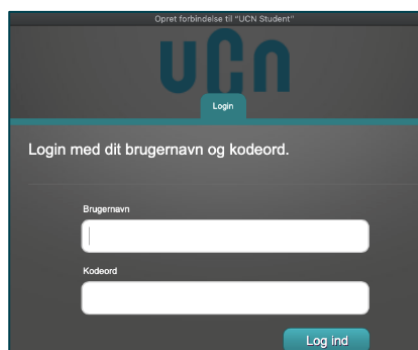 Opret forbindelse til "UCN Student"
ucn
Login
Login med dit brugernavn og kodeord.
Brugernavn
Kodeord
Log ind